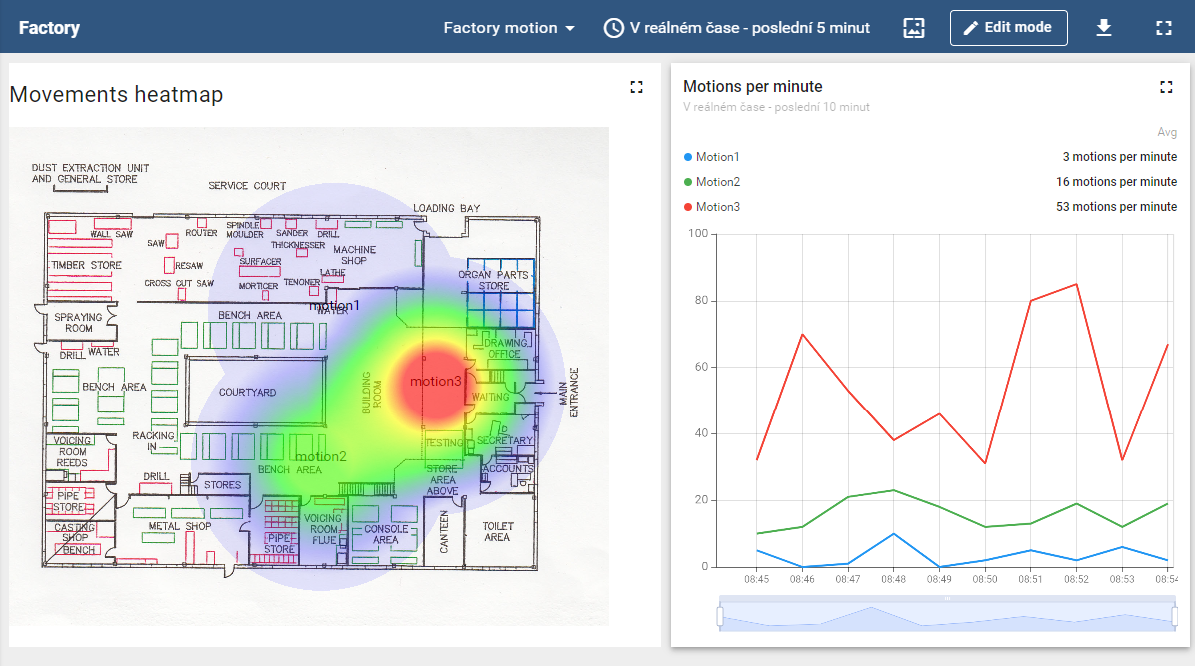 Factory
Factory motion
V reálném čase - poslední 5 minut
Edit mode
Movements heatmap
DUST EXTRACTION UNIT
AND GENERAL STORE
SERVICE COURT
LOADING BAY
WALL SAW
ROUTER
SPINDLE
MOULDER
SANDER
DRILL
SAW
THICKNESSER
MACHINE
SHOP
TIMBER STORE
RESAW
SURFACER
LATHE
ORGAN PARTS
STORE
CROSS CUT SAW
MORTICER
TENONER
motion1
WATER
SPRAYING
ROOM
BENCH AREA
DRILL
WATER
DRAWING
OFFICE
BENCH AREA
COURTYARD
BUILDING
ROOM
motion3
WAITING
MAIN
ENTRANCE
VOICING
ROOM
REEDS
RACKING
IN
motion2
BENCH AREA
TESTING
SECRETARY
DRILL
STORES
STORE
AREA
ABOVE
ACCOUNTS
PIPE
STORE
CASTING
SHOP
BENCH
METAL SHOP
PIPE
STORE
VOICING
ROOM
FLUE
CONSOLE
AREA
CANTEEN
TOILET
AREA
Motions per minute
V reálném čase - poslední 10 minut
Avg
Motion1 3 motions per minute
Motion2 16 motions per minute
Motion3 53 motions per minute
100
80
60
40
20
0
08:45 08:46 08:47 08:48 08:49 08:50 08:51 08:52 08:53 08:54